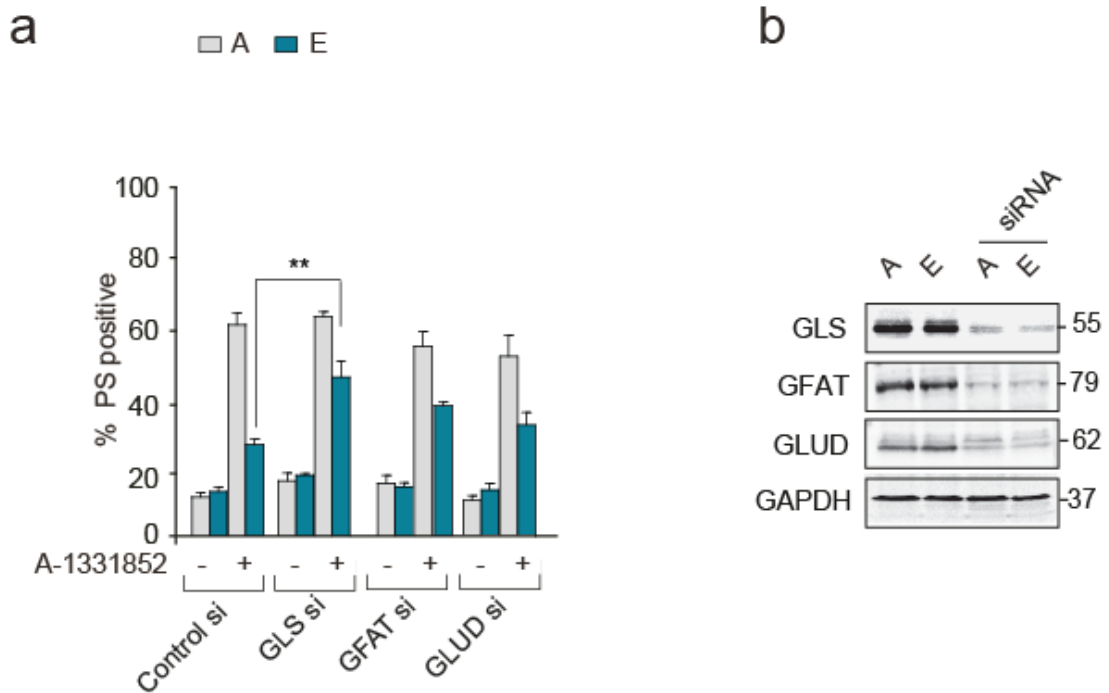 a
A E
100
80
60
40
20
0
% PS positive
**
A-1331852 - + - + - + - +
Control si GLS si GFAT si GLUD si
b
siRNA
A E A E
GLS 55
GFAT 79
GLUD 62
GAPDH 37